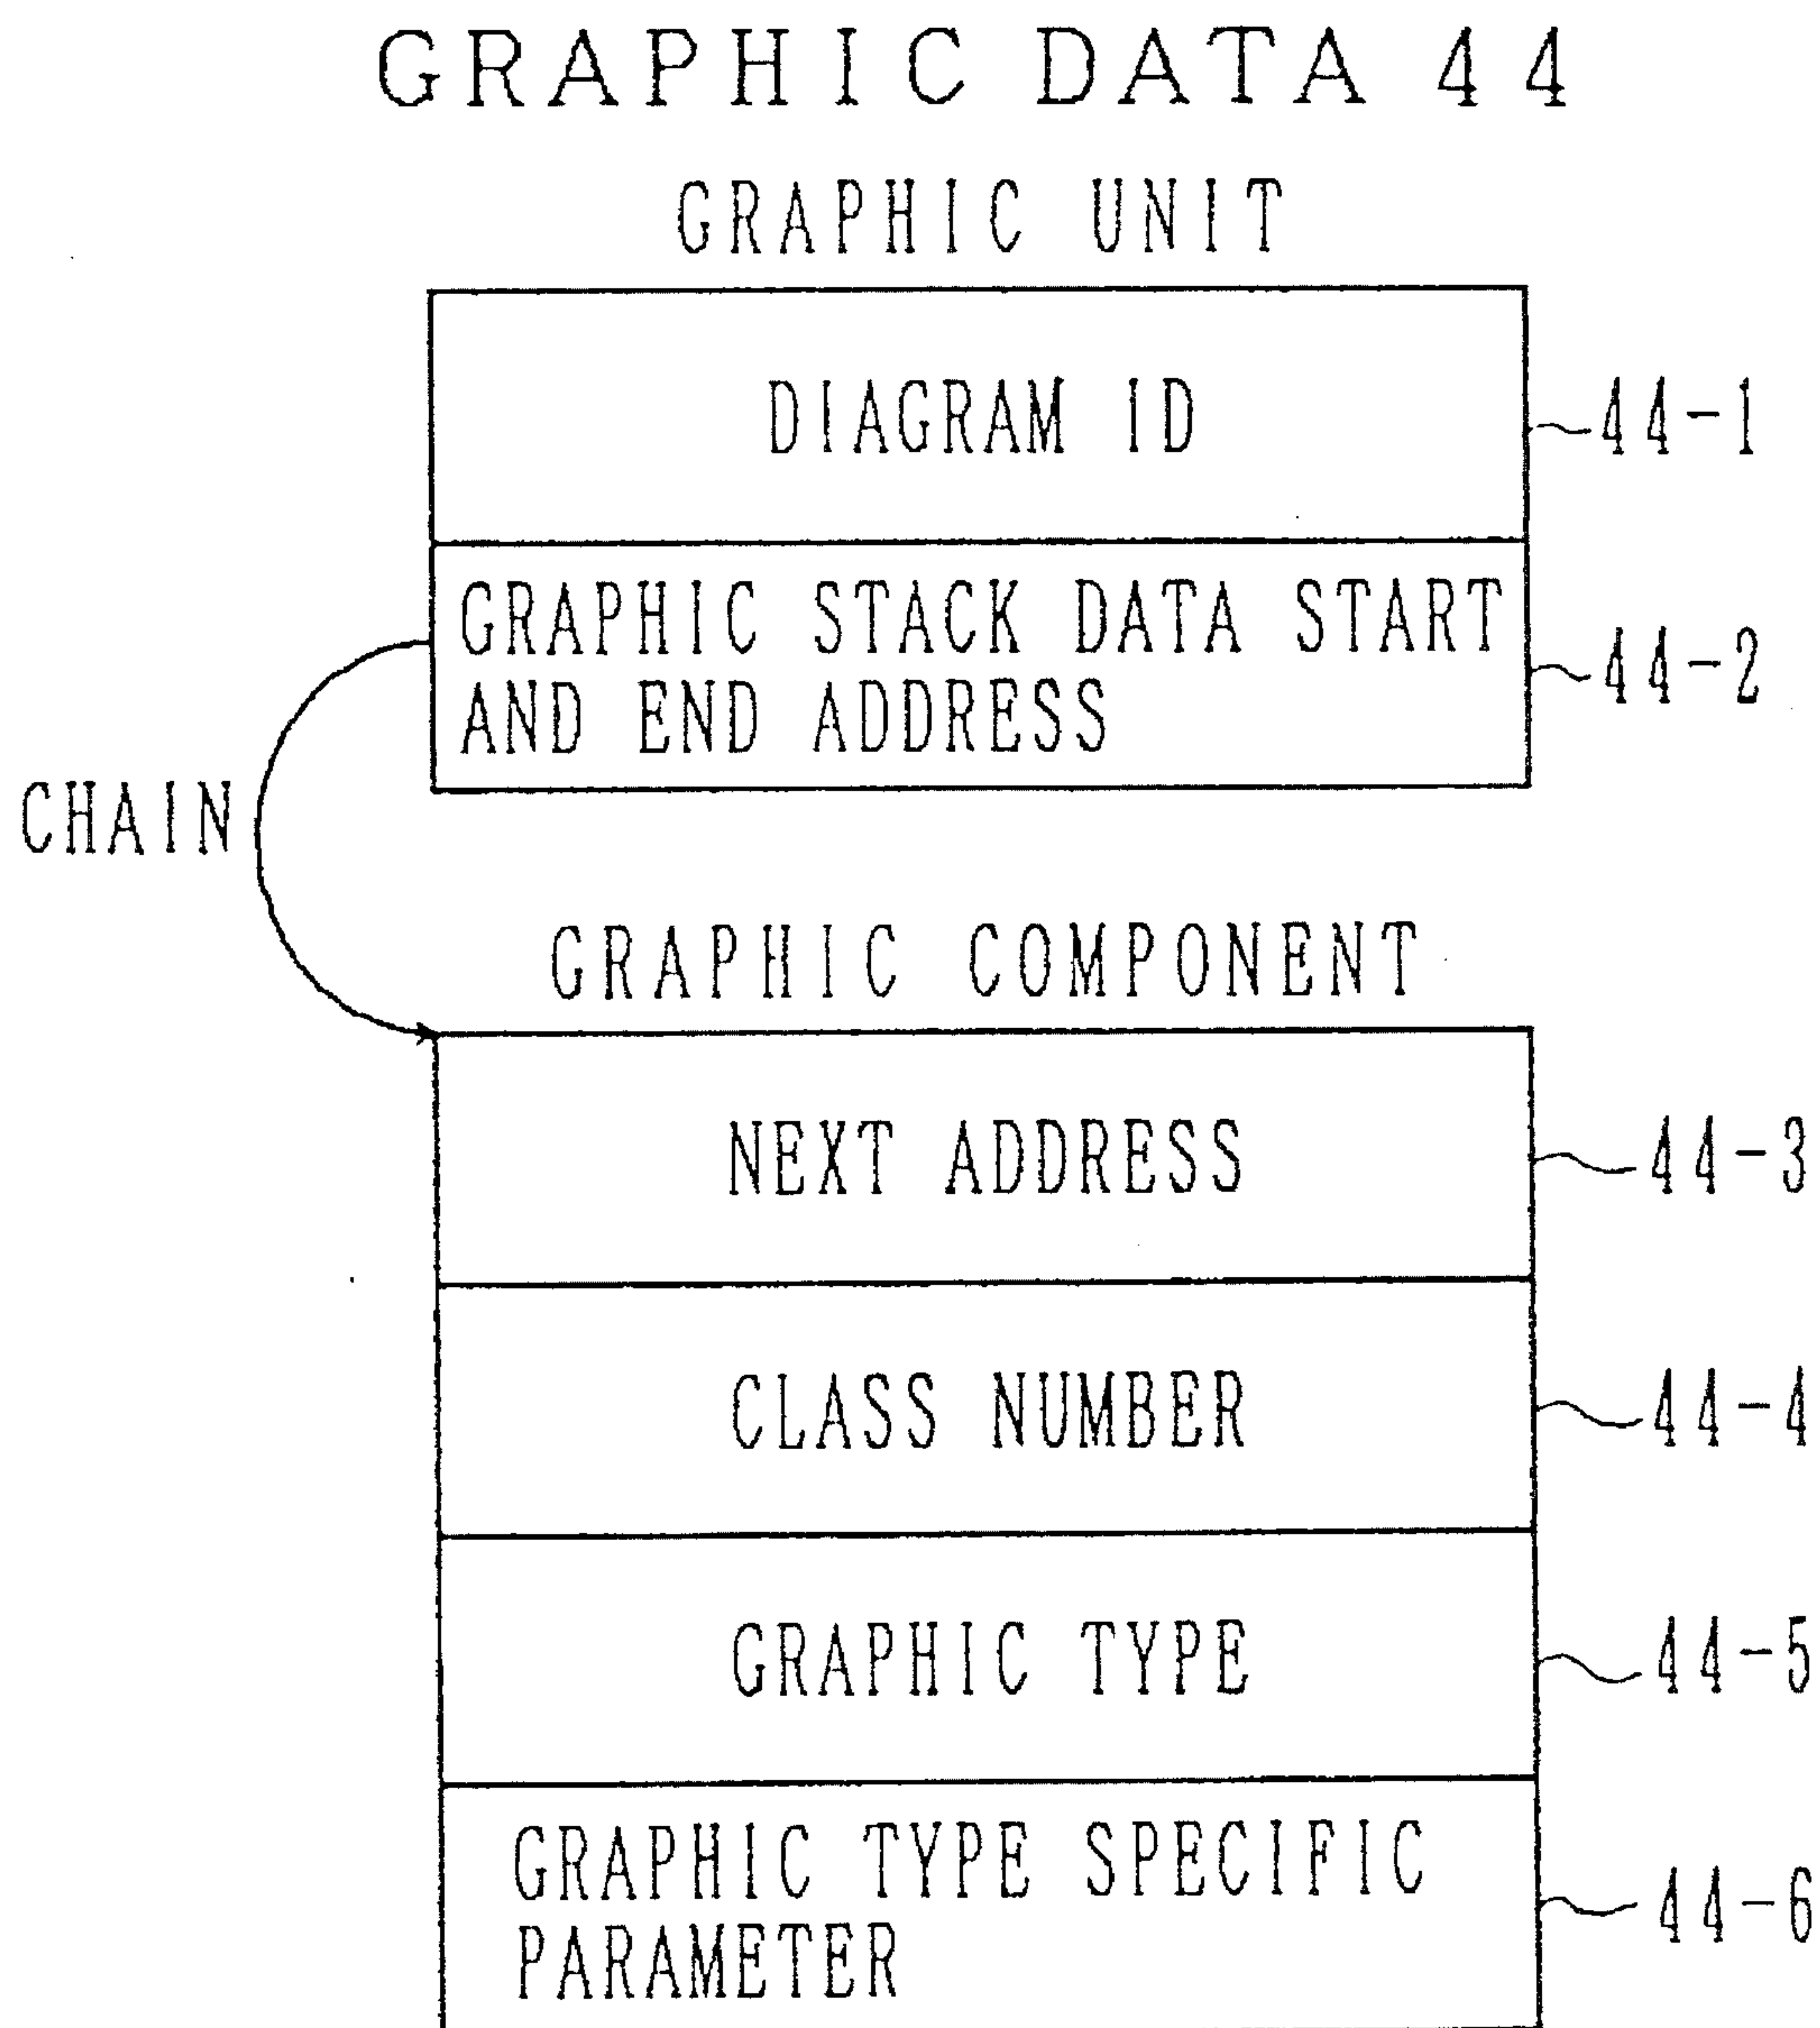 GRAPHIC DATA 44
GRAPHIC UNIT
DIAGRAM ID
44-1
GRAPHIC STACK DATA START
AND END ADDRESS
44-2
CHAIN
GRAPHIC COMPONENT
NEXT ADDRESS
44-3
CLASS NUMBER
44-4
GRAPHIC TYPE
44-5
GRAPHIC TYPE SPECIFIC
PARAMETER
44-6